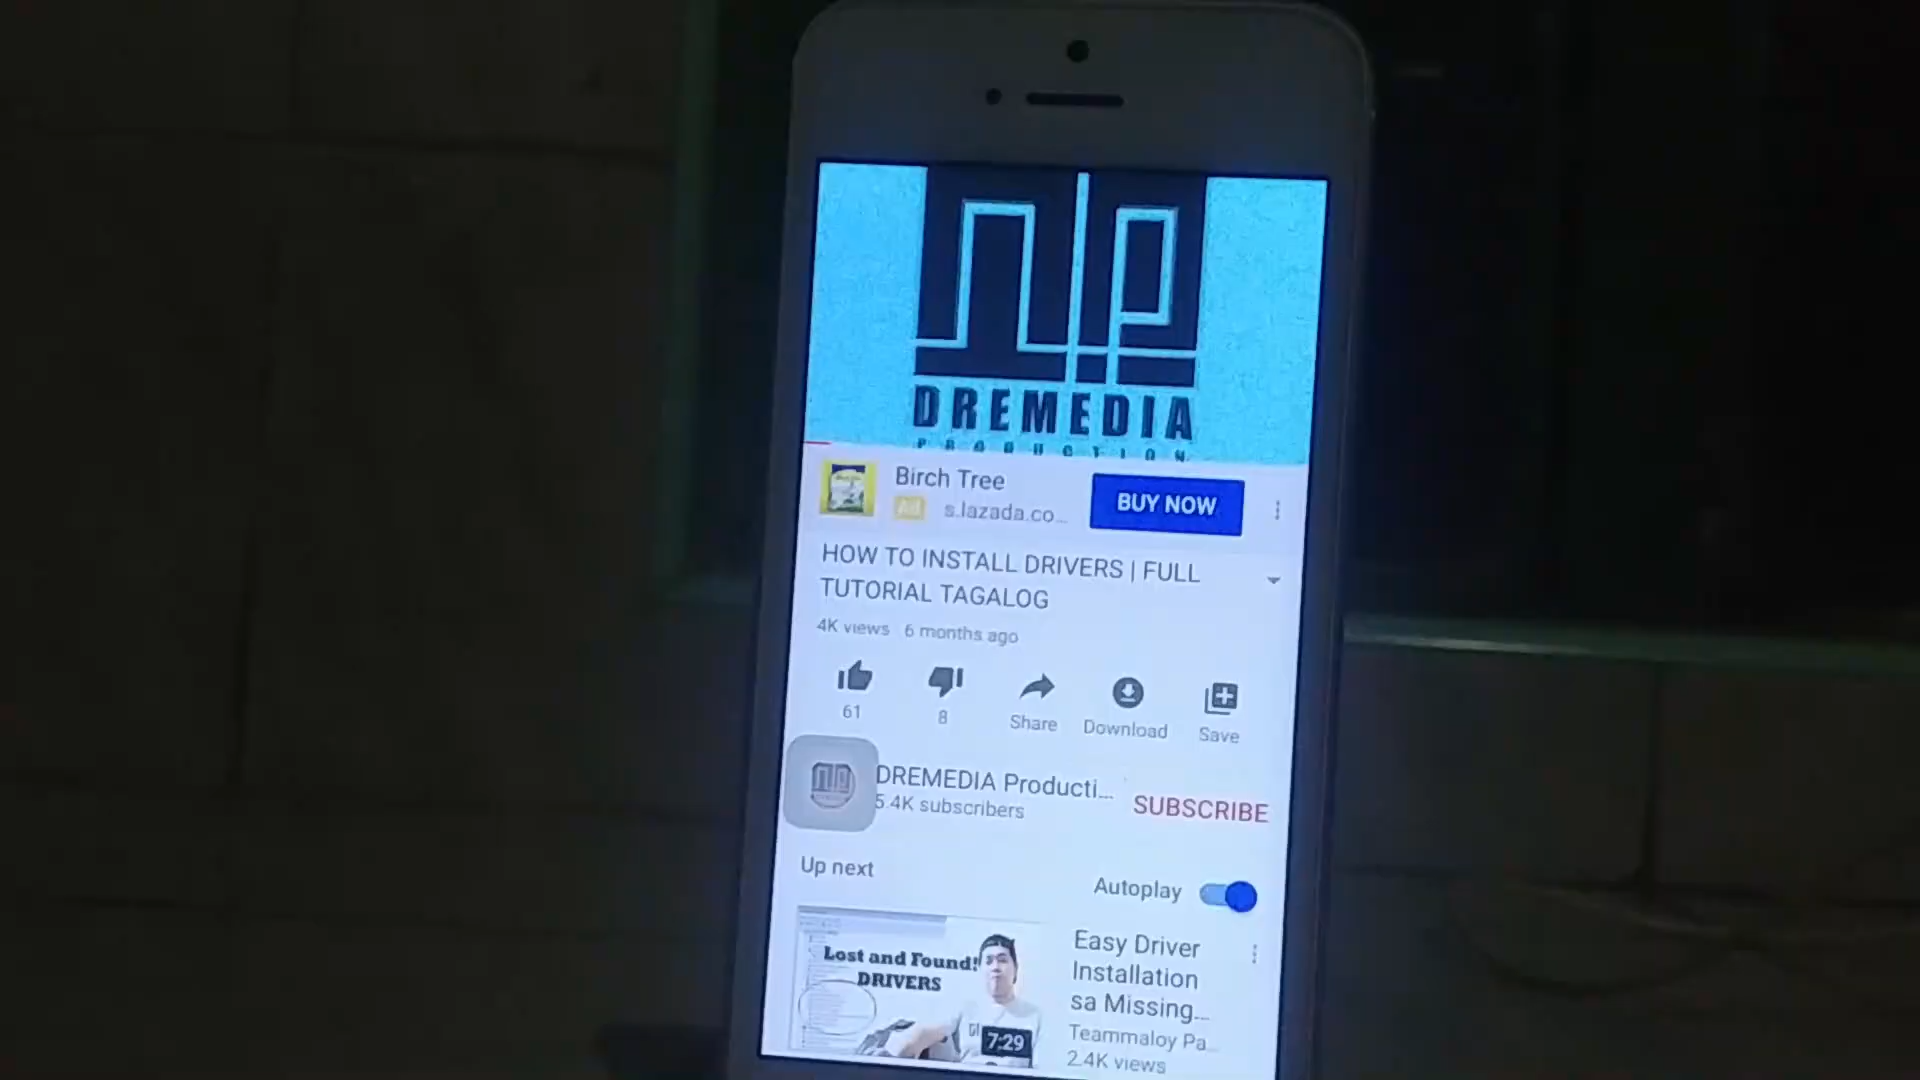 DREMEDIA
PRODUCTION
Birch Tree
BUY NOW
Ad s.lazada.co...
HOW TO INSTALL DRIVERS | FULL
TUTORIAL TAGALOG
4K views 6 months ago
61
8
Share
Download
Save
DREMEDIA Producti...
5.4K subscribers
SUBSCRIBE
Up next
Autoplay
Lost and Found!
DRIVERS
7:29
Easy Driver
Installation
sa Missing...
Teammaloy Pa...
2.4K views